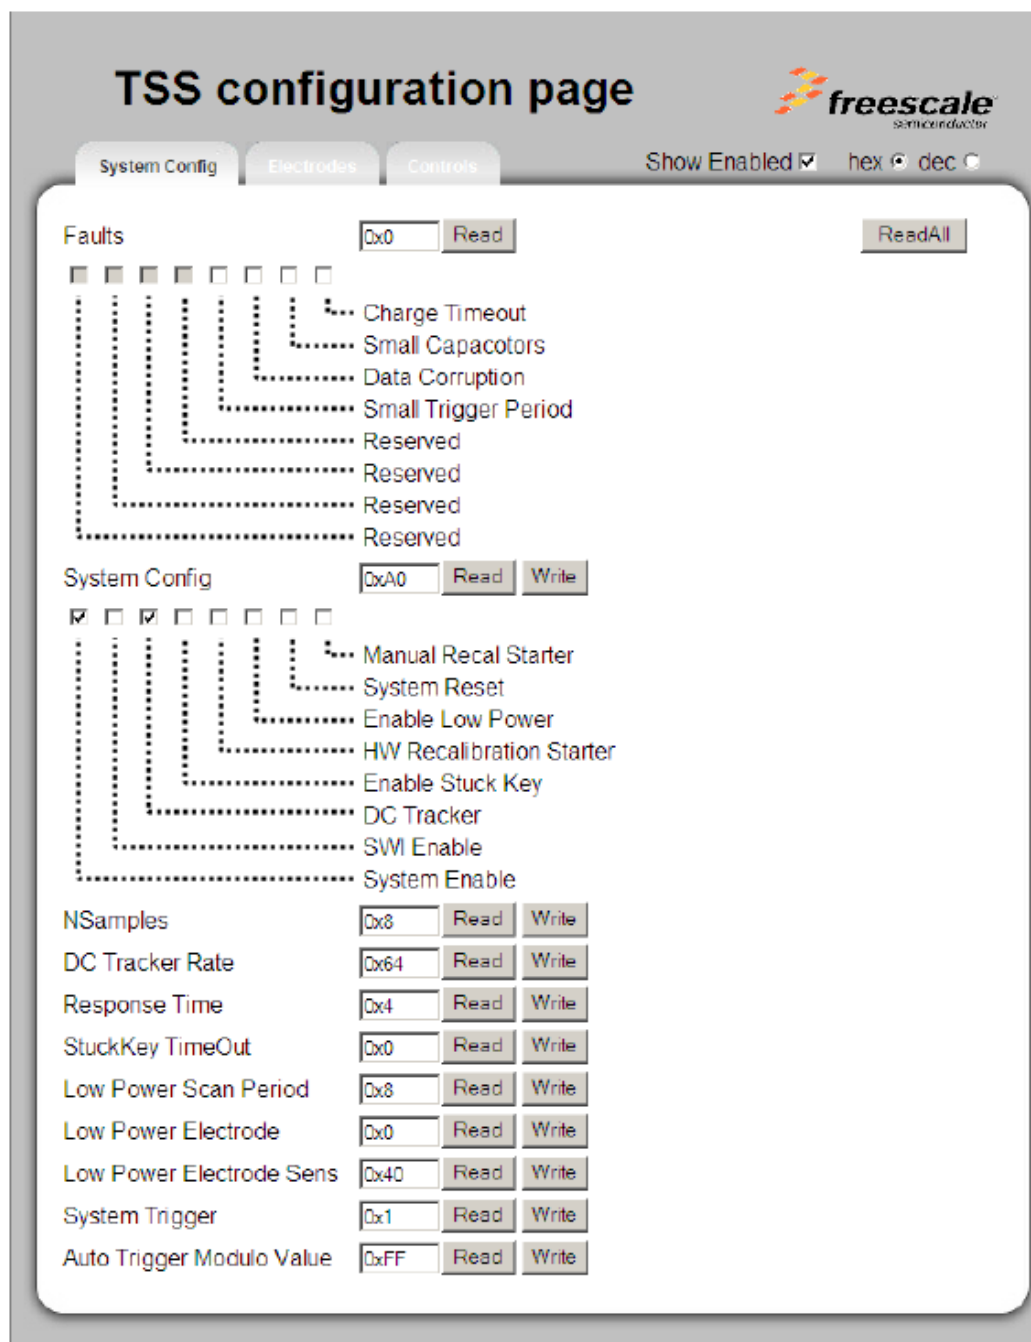 TSS configuration page
freescale
semiconductor
System Config Electrodes Controls Show Enabled hex dec
Faults 0x0 Read ReadAll
Charge Timeout
Small Capacotors
Data Corruption
Small Trigger Period
Reserved
Reserved
Reserved
Reserved
System Config 0xA0 Read Write
Manual Recal Starter
System Reset
Enable Low Power
HW Recalibration Starter
Enable Stuck Key
DC Tracker
SWI Enable
System Enable
NSamples 0x8 Read Write
DC Tracker Rate 0x64 Read Write
Response Time 0x4 Read Write
StuckKey TimeOut 0x0 Read Write
Low Power Scan Period 0x8 Read Write
Low Power Electrode 0x0 Read Write
Low Power Electrode Sens 0x40 Read Write
System Trigger 0x1 Read Write
Auto Trigger Modulo Value 0xFF Read Write